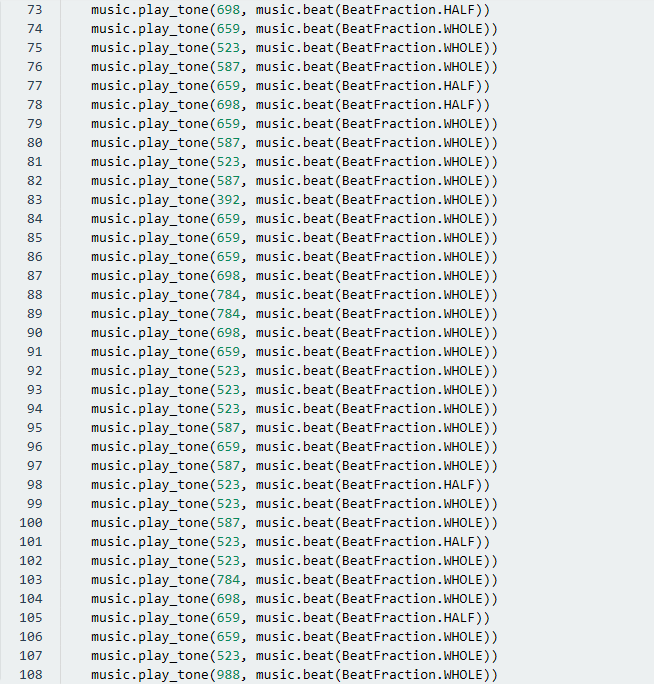 73 music.play_tone(698, music.beat(BeatFraction.HALF))
74 music.play_tone(659, music.beat(BeatFraction.WHOLE))
75 music.play_tone(523, music.beat(BeatFraction.WHOLE))
76 music.play_tone(587, music.beat(BeatFraction.WHOLE))
77 music.play_tone(659, music.beat(BeatFraction.HALF))
78 music.play_tone(698, music.beat(BeatFraction.HALF))
79 music.play_tone(659, music.beat(BeatFraction.WHOLE))
80 music.play_tone(587, music.beat(BeatFraction.WHOLE))
81 music.play_tone(523, music.beat(BeatFraction.WHOLE))
82 music.play_tone(587, music.beat(BeatFraction.WHOLE))
83 music.play_tone(392, music.beat(BeatFraction.WHOLE))
84 music.play_tone(659, music.beat(BeatFraction.WHOLE))
85 music.play_tone(659, music.beat(BeatFraction.WHOLE))
86 music.play_tone(659, music.beat(BeatFraction.WHOLE))
87 music.play_tone(698, music.beat(BeatFraction.WHOLE))
88 music.play_tone(784, music.beat(BeatFraction.WHOLE))
89 music.play_tone(784, music.beat(BeatFraction.WHOLE))
90 music.play_tone(698, music.beat(BeatFraction.WHOLE))
91 music.play_tone(659, music.beat(BeatFraction.WHOLE))
92 music.play_tone(523, music.beat(BeatFraction.WHOLE))
93 music.play_tone(523, music.beat(BeatFraction.WHOLE))
94 music.play_tone(523, music.beat(BeatFraction.WHOLE))
95 music.play_tone(587, music.beat(BeatFraction.WHOLE))
96 music.play_tone(659, music.beat(BeatFraction.WHOLE))
97 music.play_tone(587, music.beat(BeatFraction.WHOLE))
98 music.play_tone(523, music.beat(BeatFraction.HALF))
99 music.play_tone(523, music.beat(BeatFraction.WHOLE))
100 music.play_tone(587, music.beat(BeatFraction.WHOLE))
101 music.play_tone(523, music.beat(BeatFraction.HALF))
102 music.play_tone(523, music.beat(BeatFraction.WHOLE))
103 music.play_tone(784, music.beat(BeatFraction.WHOLE))
104 music.play_tone(698, music.beat(BeatFraction.WHOLE))
105 music.play_tone(659, music.beat(BeatFraction.HALF))
106 music.play_tone(659, music.beat(BeatFraction.WHOLE))
107 music.play_tone(523, music.beat(BeatFraction.WHOLE))
108 music.play_tone(988, music.beat(BeatFraction.WHOLE))